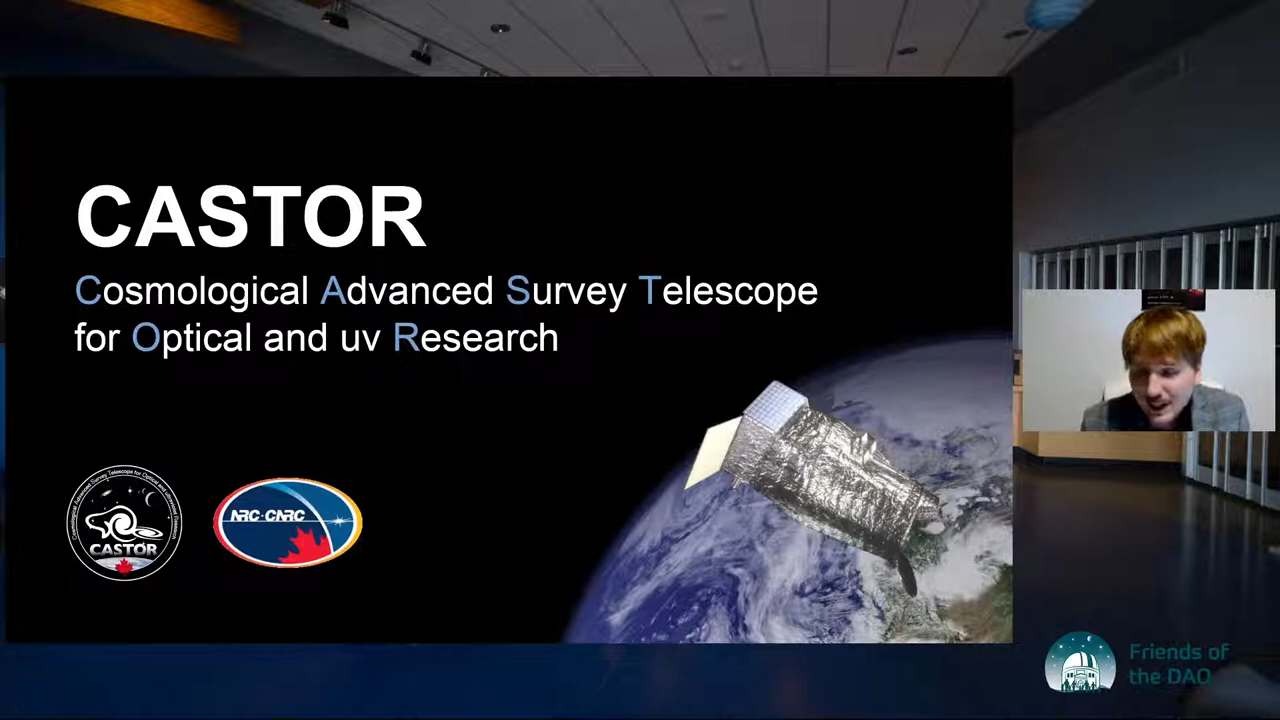 CASTOR
Cosmological Advanced Survey Telescope
for Optical and uv Research
CASTOR
NRC·CNRC
Friends of
the DAO